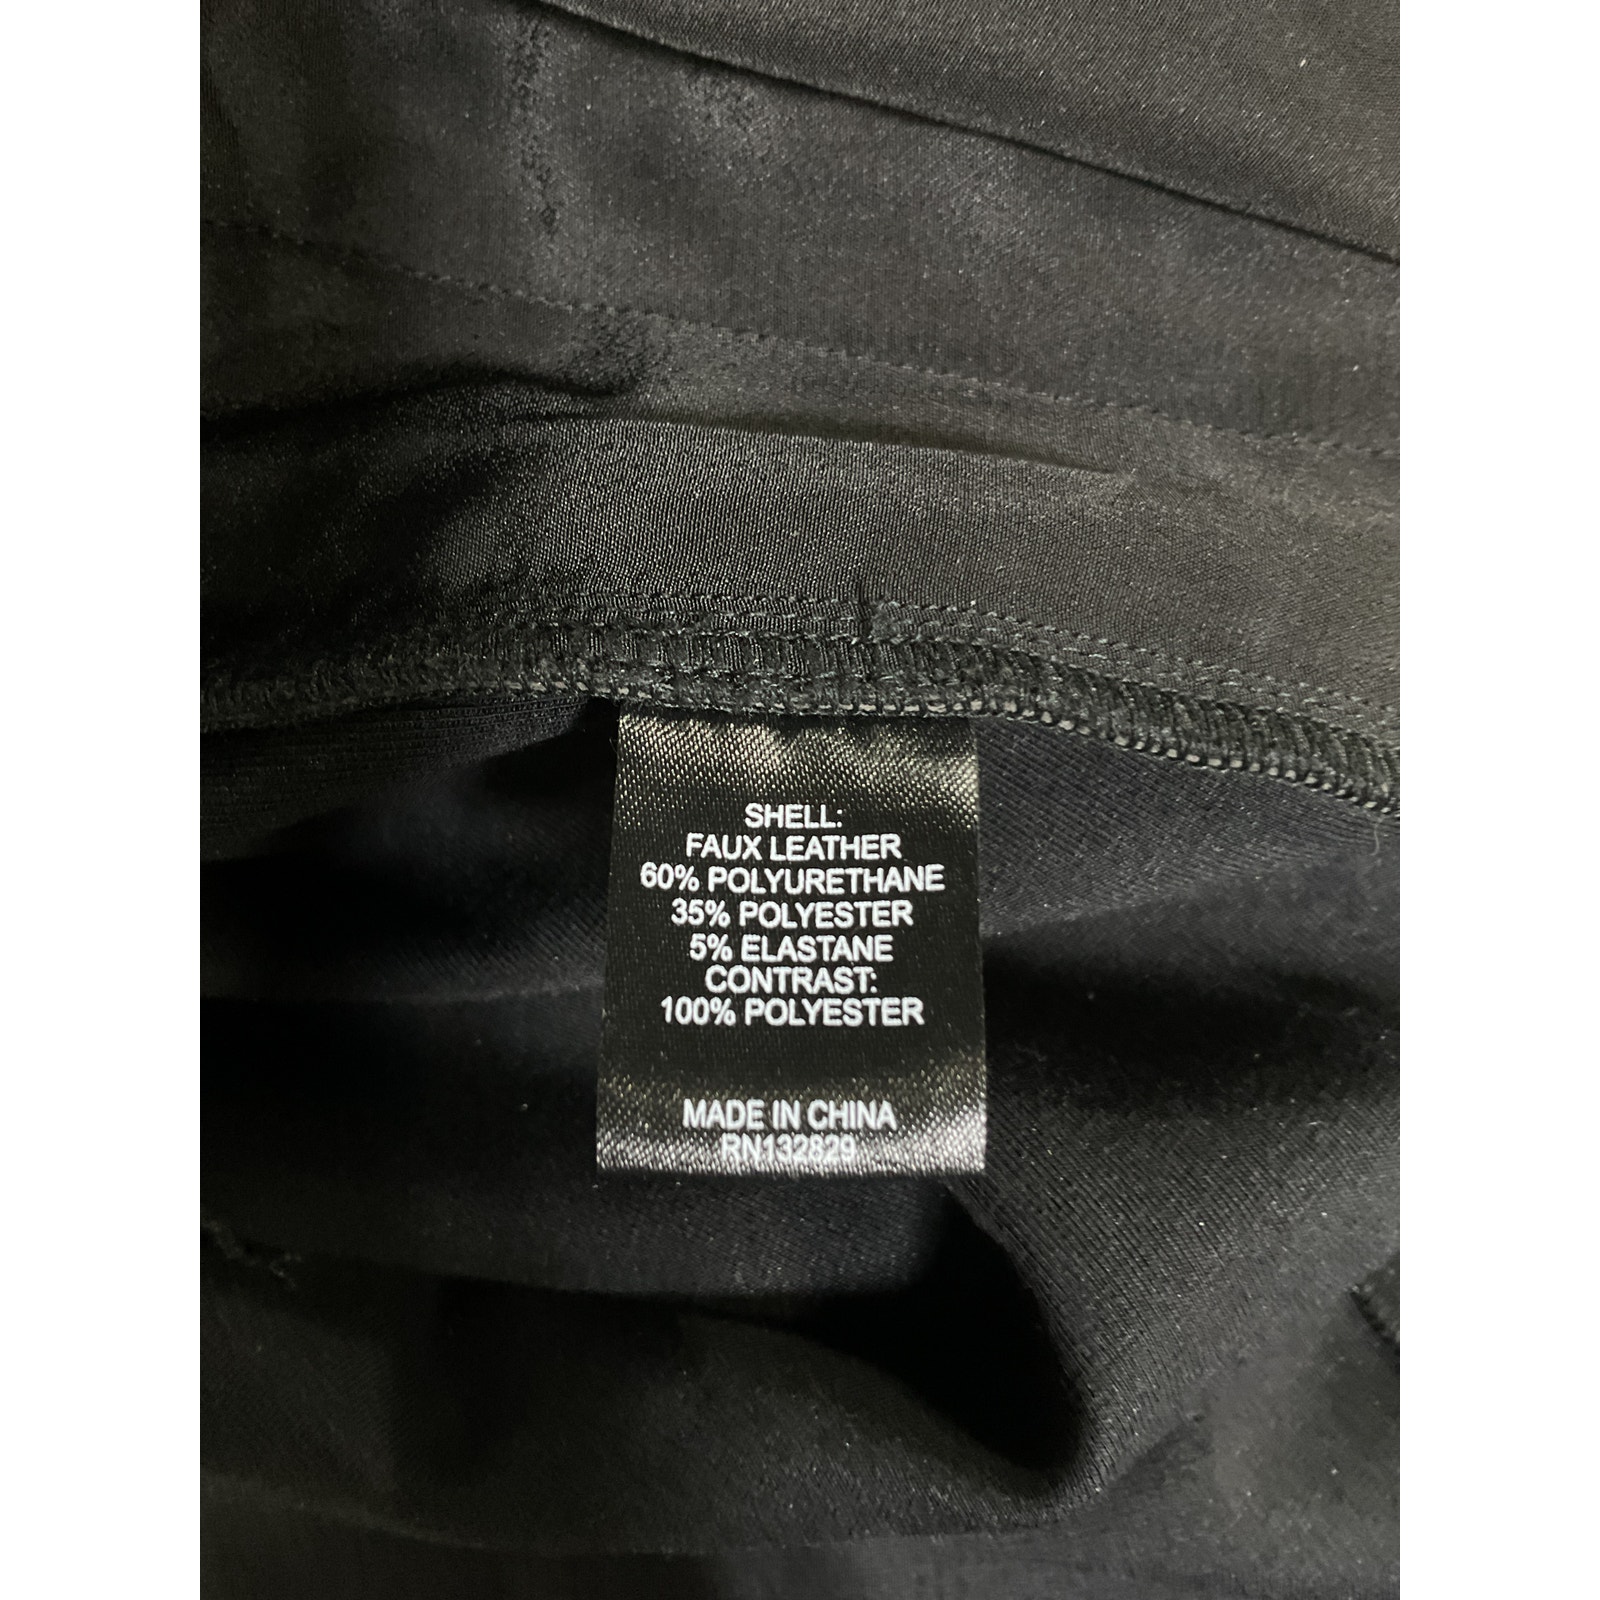 SHELL:
FAUX LEATHER
60% POLYURETHANE
35% POLYESTER
5% ELASTANE
CONTRAST:
100% POLYESTER
MADE IN CHINA
RN132829